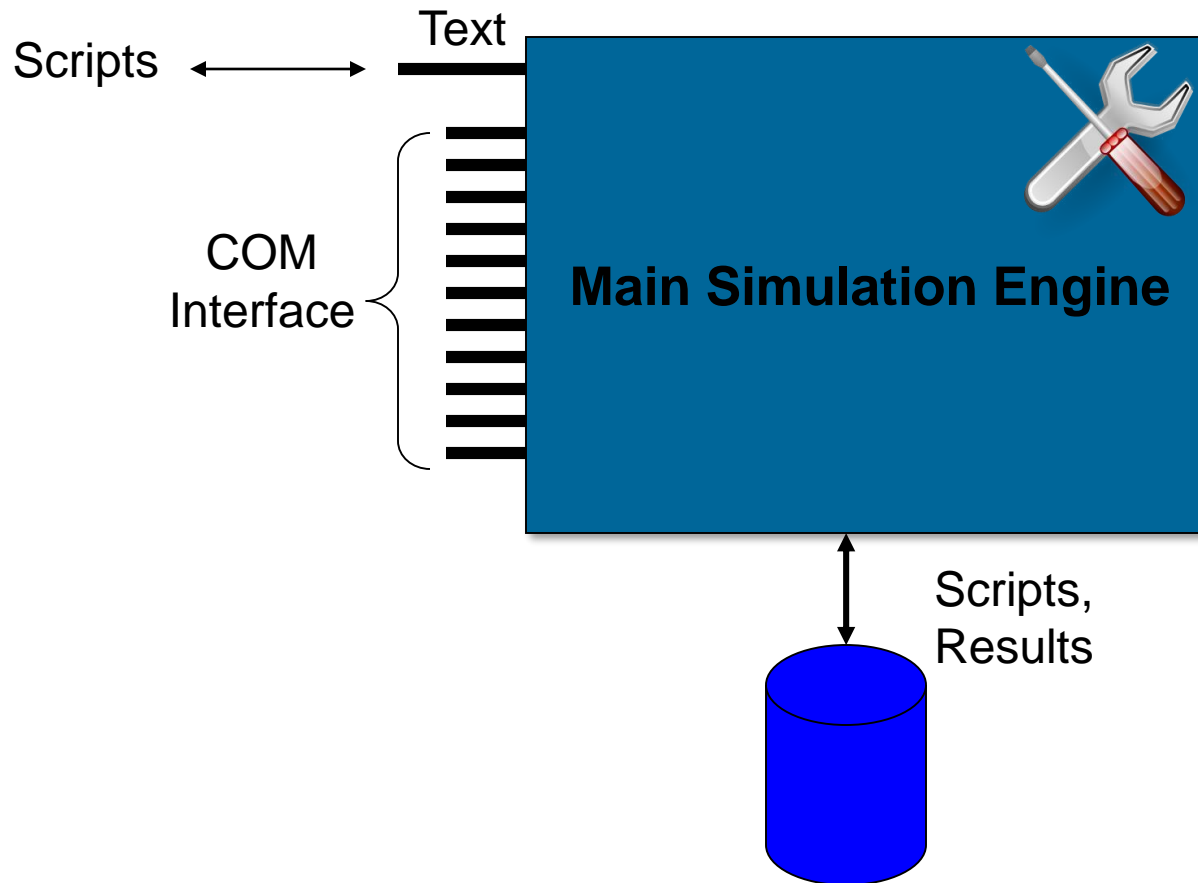 Text
Scripts
COM
Interface
Main Simulation Engine
Scripts,
Results